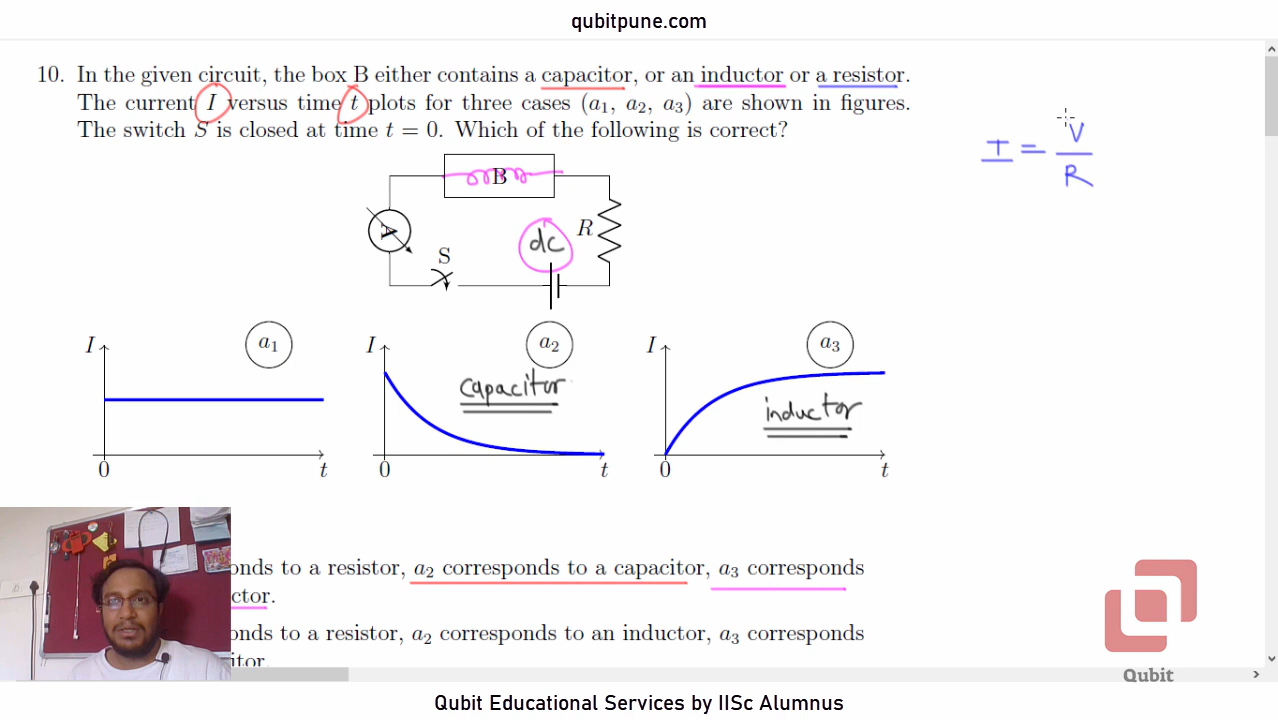 qubitpune.com
10. In the given circuit, the box B either contains a capacitor, or an inductor or a resistor.
The current I versus time t plots for three cases (a₁, a₂, a₃) are shown in figures.
The switch S is closed at time t = 0. Which of the following is correct?
I = V/R
B
A
S
dc
R
I
a₁
0
t
I
a₂
capacitor
0
t
I
a₃
inductor
0
t
onds to a resistor, a₂ corresponds to a capacitor, a₃ corresponds
ctor.
onds to a resistor, a₂ corresponds to an inductor, a₃ corresponds
itor.
Qubit
Qubit Educational Services by IISc Alumnus